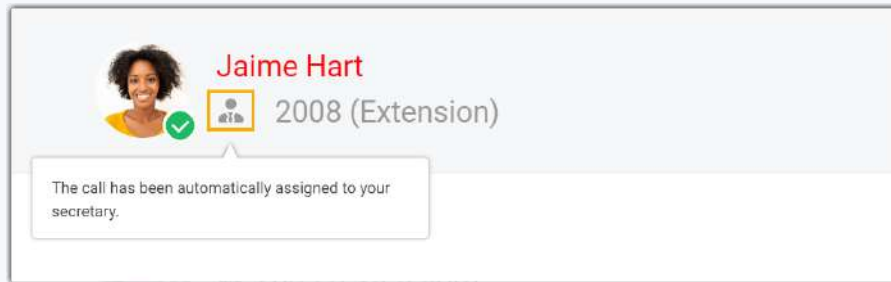 Jaime Hart
2008 (Extension)
The call has been automatically assigned to your
secretary.